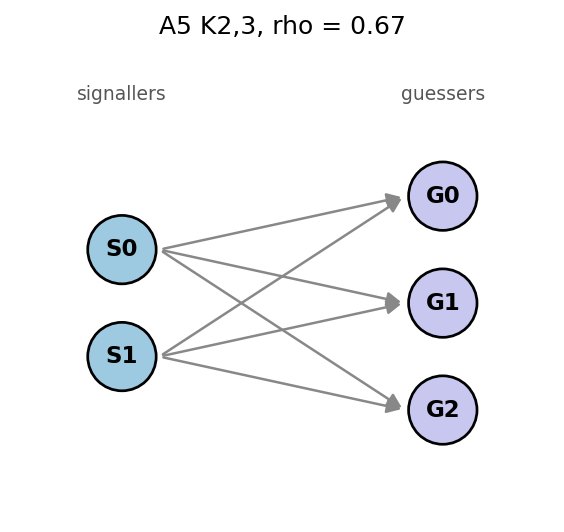 A5 K2,3, rho = 0.67
signallers guessers
G0
S0
G1
S1
G2